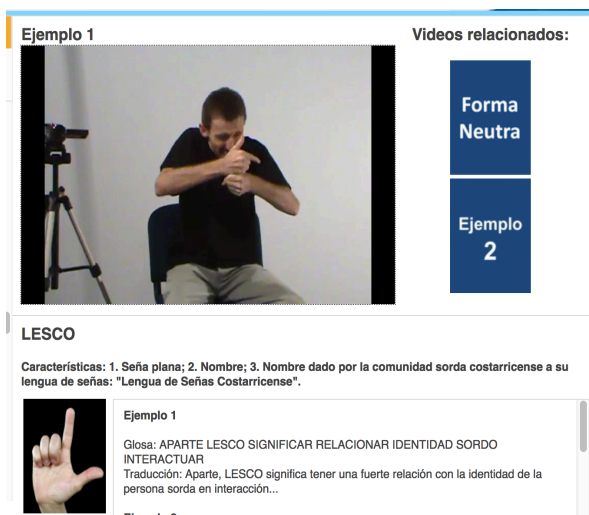 Ejemplo 1
Videos relacionados:
Forma
Neutra
Ejemplo
2
LESCO
Características: 1. Seña plana; 2. Nombre; 3. Nombre dado por la comunidad sorda costarricense a su
lengua de señas: "Lengua de Señas Costarricense".
Ejemplo 1
Glosa: APARTE LESCO SIGNIFICAR RELACIONAR IDENTIDAD SORDO
INTERACTUAR
Traducción: Aparte, LESCO significa tener una fuerte relación con la identidad de la
persona sorda en interacción...